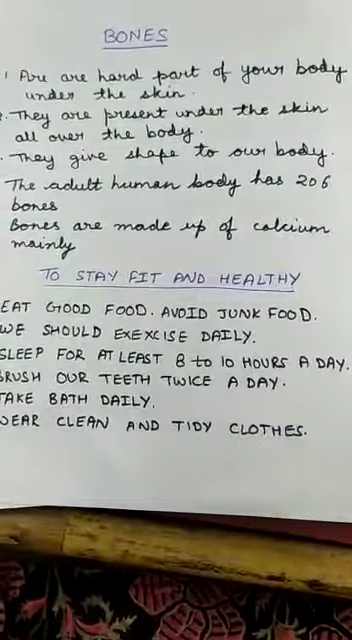 BONES
1 Are are hard part of your body
under the skin.
They are present under the skin
all over the body.
They give shape to our body.
The adult human body has 206
bones
Bones are made up of calcium
mainly
TO STAY FIT AND HEALTHY
EAT GOOD FOOD. AVOID JUNK FOOD.
WE SHOULD EXEXCISE DAILY.
SLEEP FOR AT LEAST 8 to 10 HOURS A DAY.
BRUSH OUR TEETH TWICE A DAY.
TAKE BATH DAILY.
WEAR CLEAN AND TIDY CLOTHES.